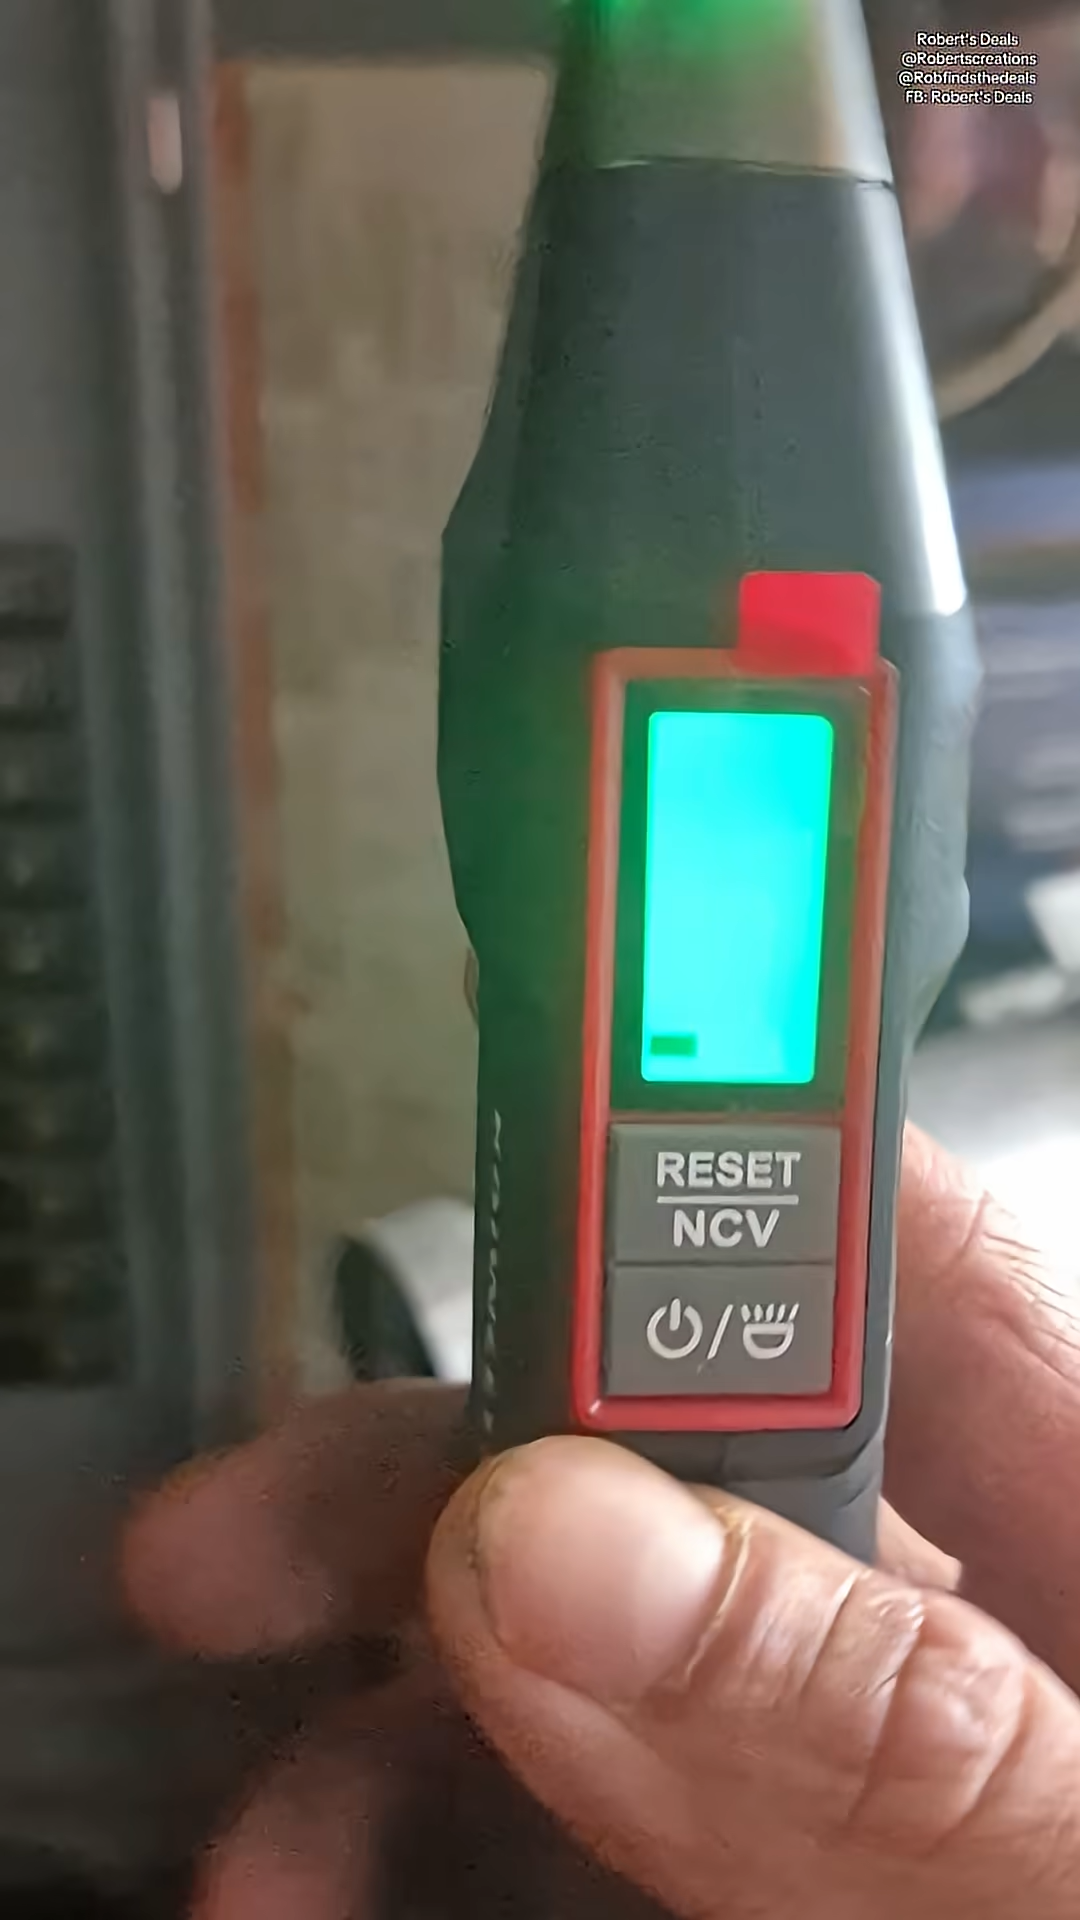 Robert's Deals
@Robertscreations
@Robfindsthedeals
FB: Robert's Deals
RESET
NCV